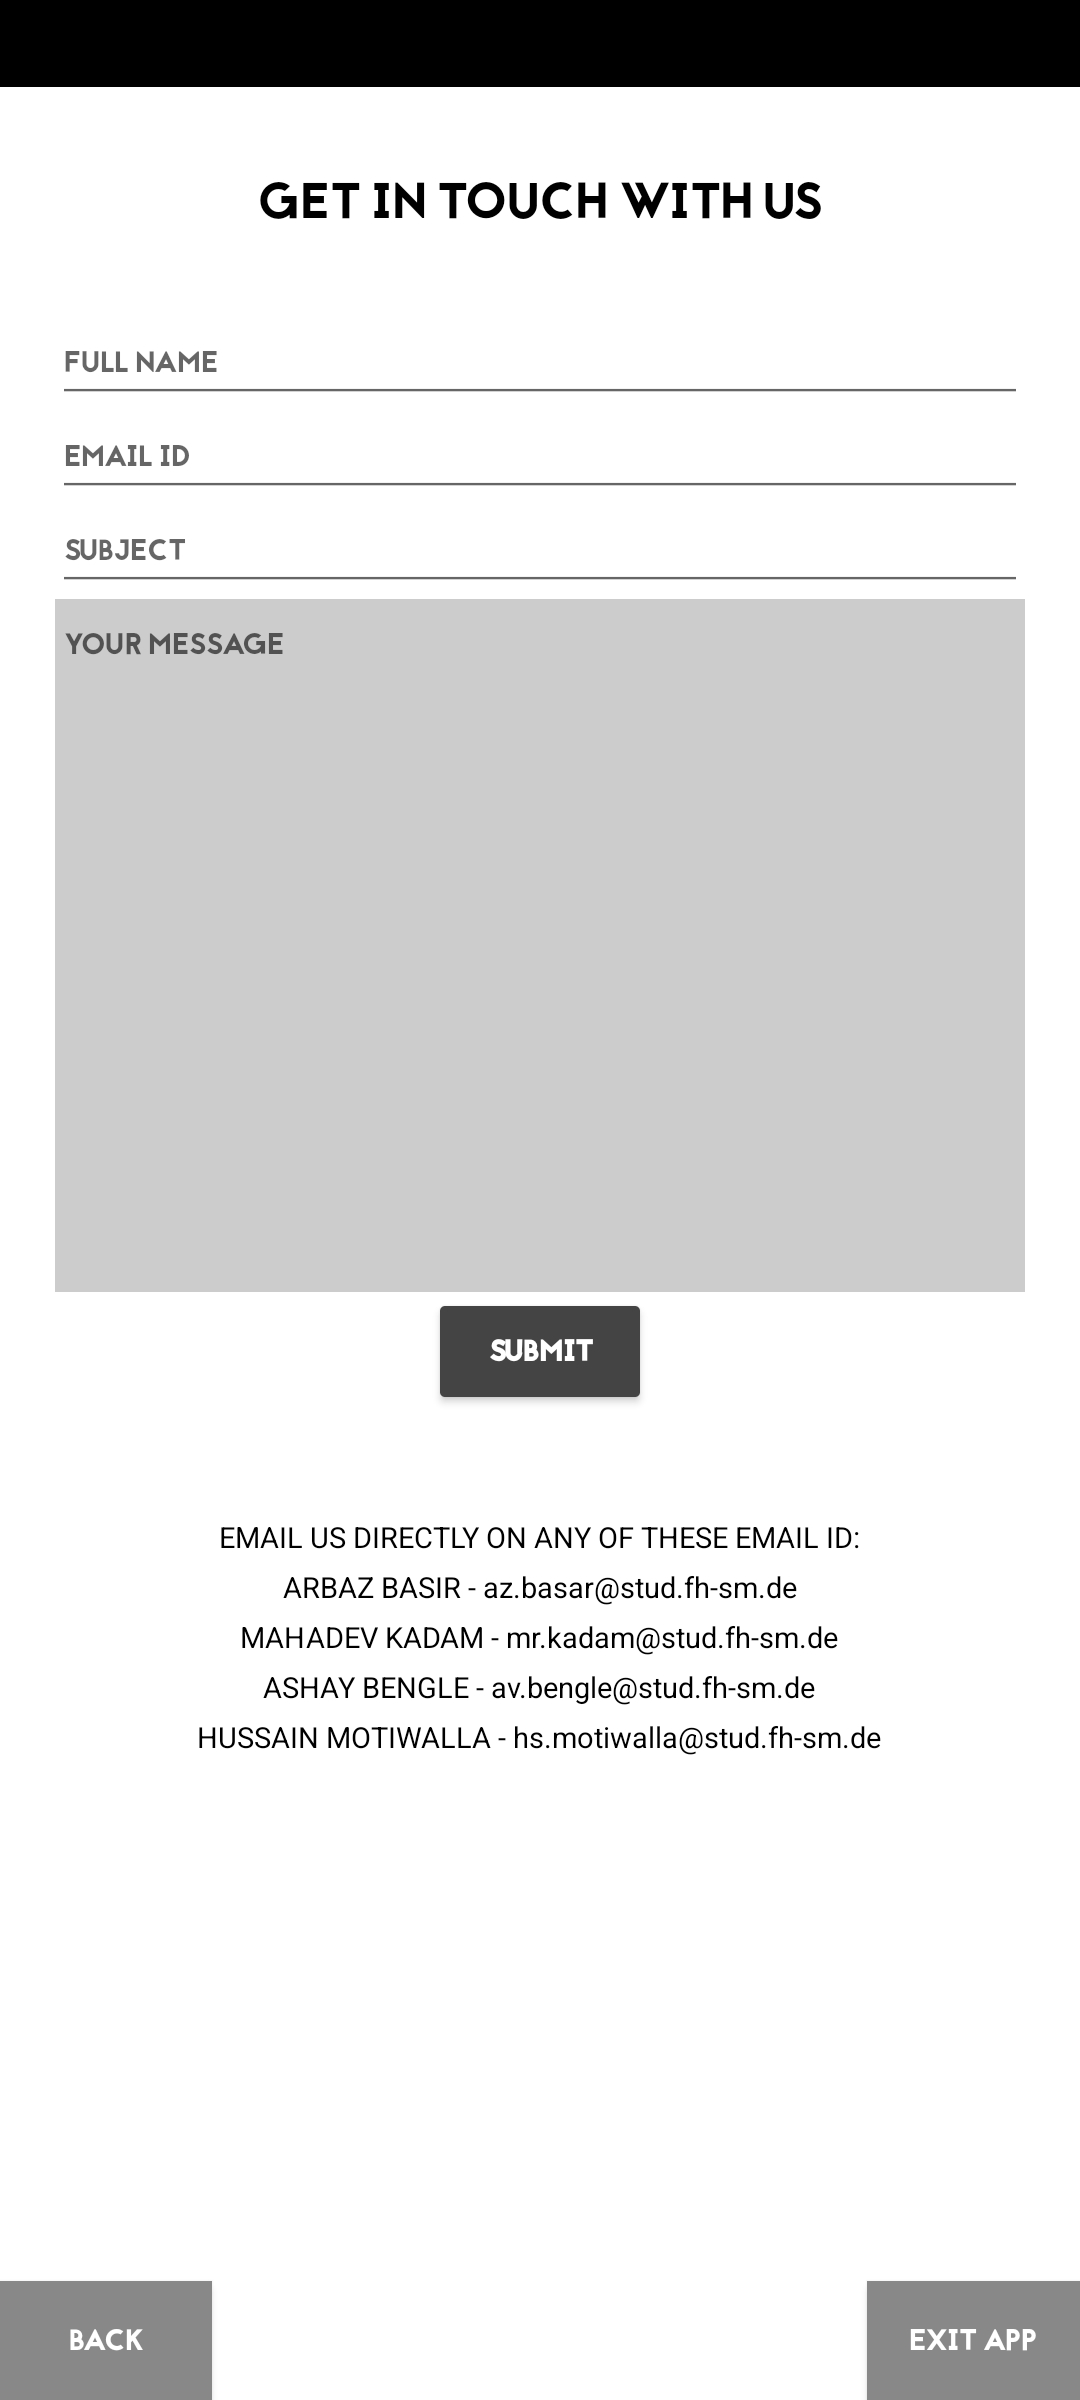 GET IN TOUCH WITH US
FULL NAME
EMAIL ID
SUBJECT
YOUR MESSAGE
SUBMIT
EMAIL US DIRECTLY ON ANY OF THESE EMAIL ID:
ARBAZ BASIR - az.basar@stud.fh-sm.de
MAHADEV KADAM - mr.kadam@stud.fh-sm.de
ASHAY BENGLE - av.bengle@stud.fh-sm.de
HUSSAIN MOTIWALLA - hs.motiwalla@stud.fh-sm.de
BACK
EXIT APP